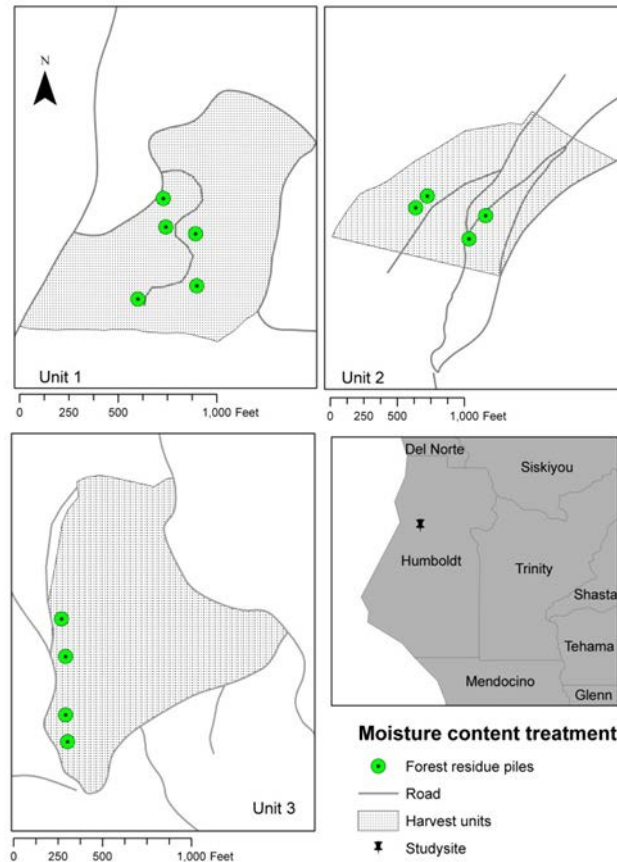 N
Unit 1
0 250 500 1,000 Feet
Unit 2
0 250 500 1,000 Feet
Unit 3
0 250 500 1,000 Feet
Del Norte
Siskiyou
Humboldt
Trinity
Shasta
Tehama
Mendocino
Glenn
Moisture content treatment
Forest residue piles
Road
Harvest units
Studysite